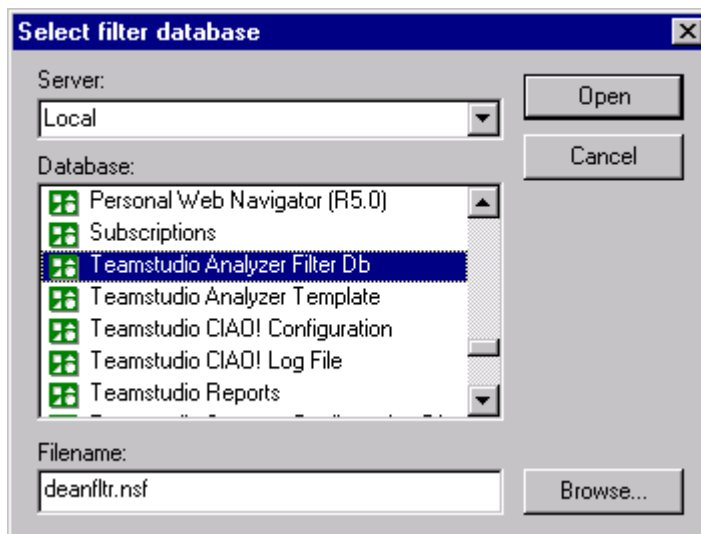 Select filter database
Server:
Open
Local
Cancel
Database:
Personal Web Navigator (R5.0)
Subscriptions
Teamstudio Analyzer Filter Db
Teamstudio Analyzer Template
Teamstudio CIAO! Configuration
Teamstudio CIAO! Log File
Teamstudio Reports
Filename:
deanfltr.nsf
Browse...